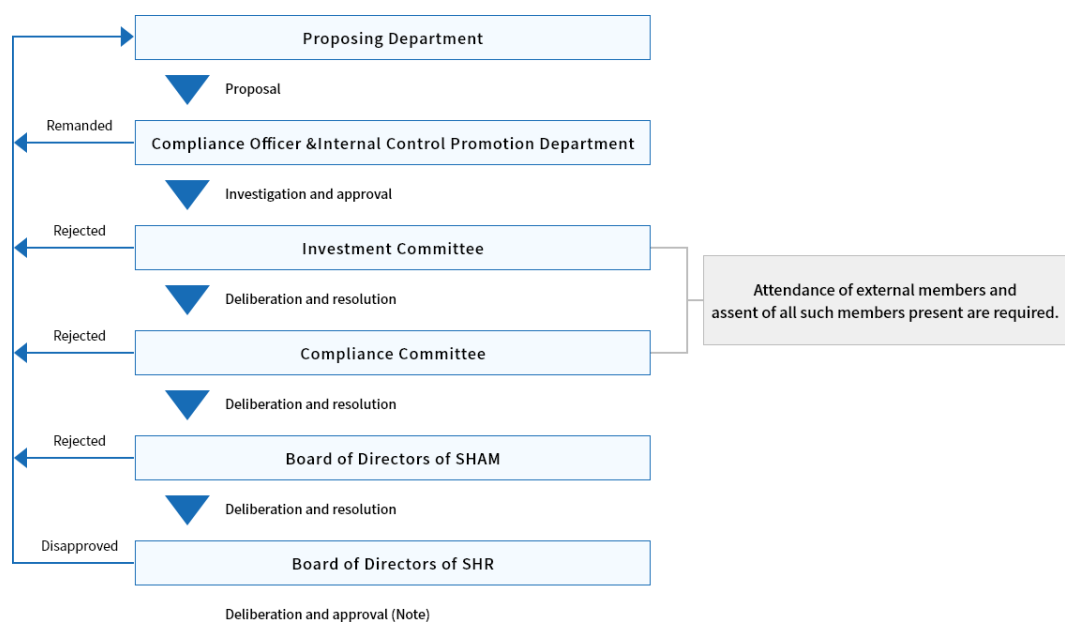 Proposing Department
Proposal
Remanded
Compliance Officer &Internal Control Promotion Department
Investigation and approval
Rejected
Investment Committee
Attendance of external members and
assent of all such members present are required.
Deliberation and resolution
Rejected
Compliance Committee
Deliberation and resolution
Rejected
Board of Directors of SHAM
Deliberation and resolution
Disapproved
Board of Directors of SHR
Deliberation and approval (Note)